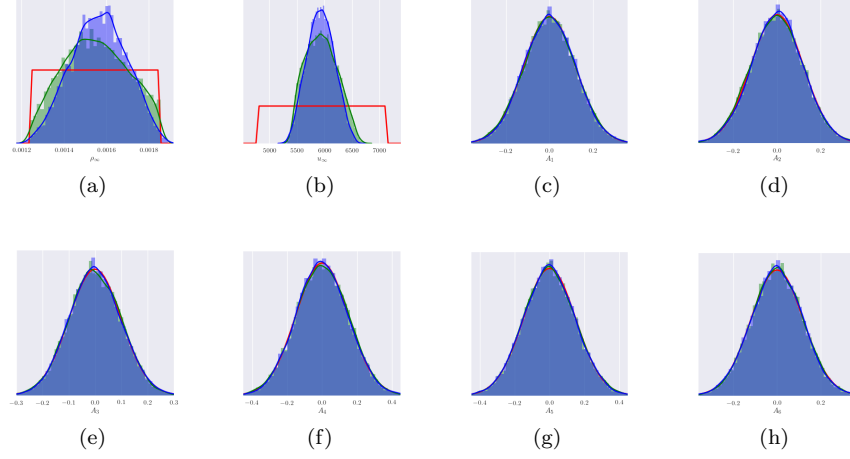 0.0012 0.0014 0.0016 0.0018
ρ∞
(a)
5000 5500 6000 6500 7000
u∞
(b)
−0.2 0.0 0.2
A₁
(c)
−0.2 0.0 0.2
A₂
(d)
−0.3 −0.2 −0.1 0.0 0.1 0.2 0.3
A₃
(e)
−0.4 −0.2 0.0 0.2 0.4
A₄
(f)
−0.4 −0.2 0.0 0.2 0.4
A₅
(g)
−0.2 0.0 0.2
A₆
(h)